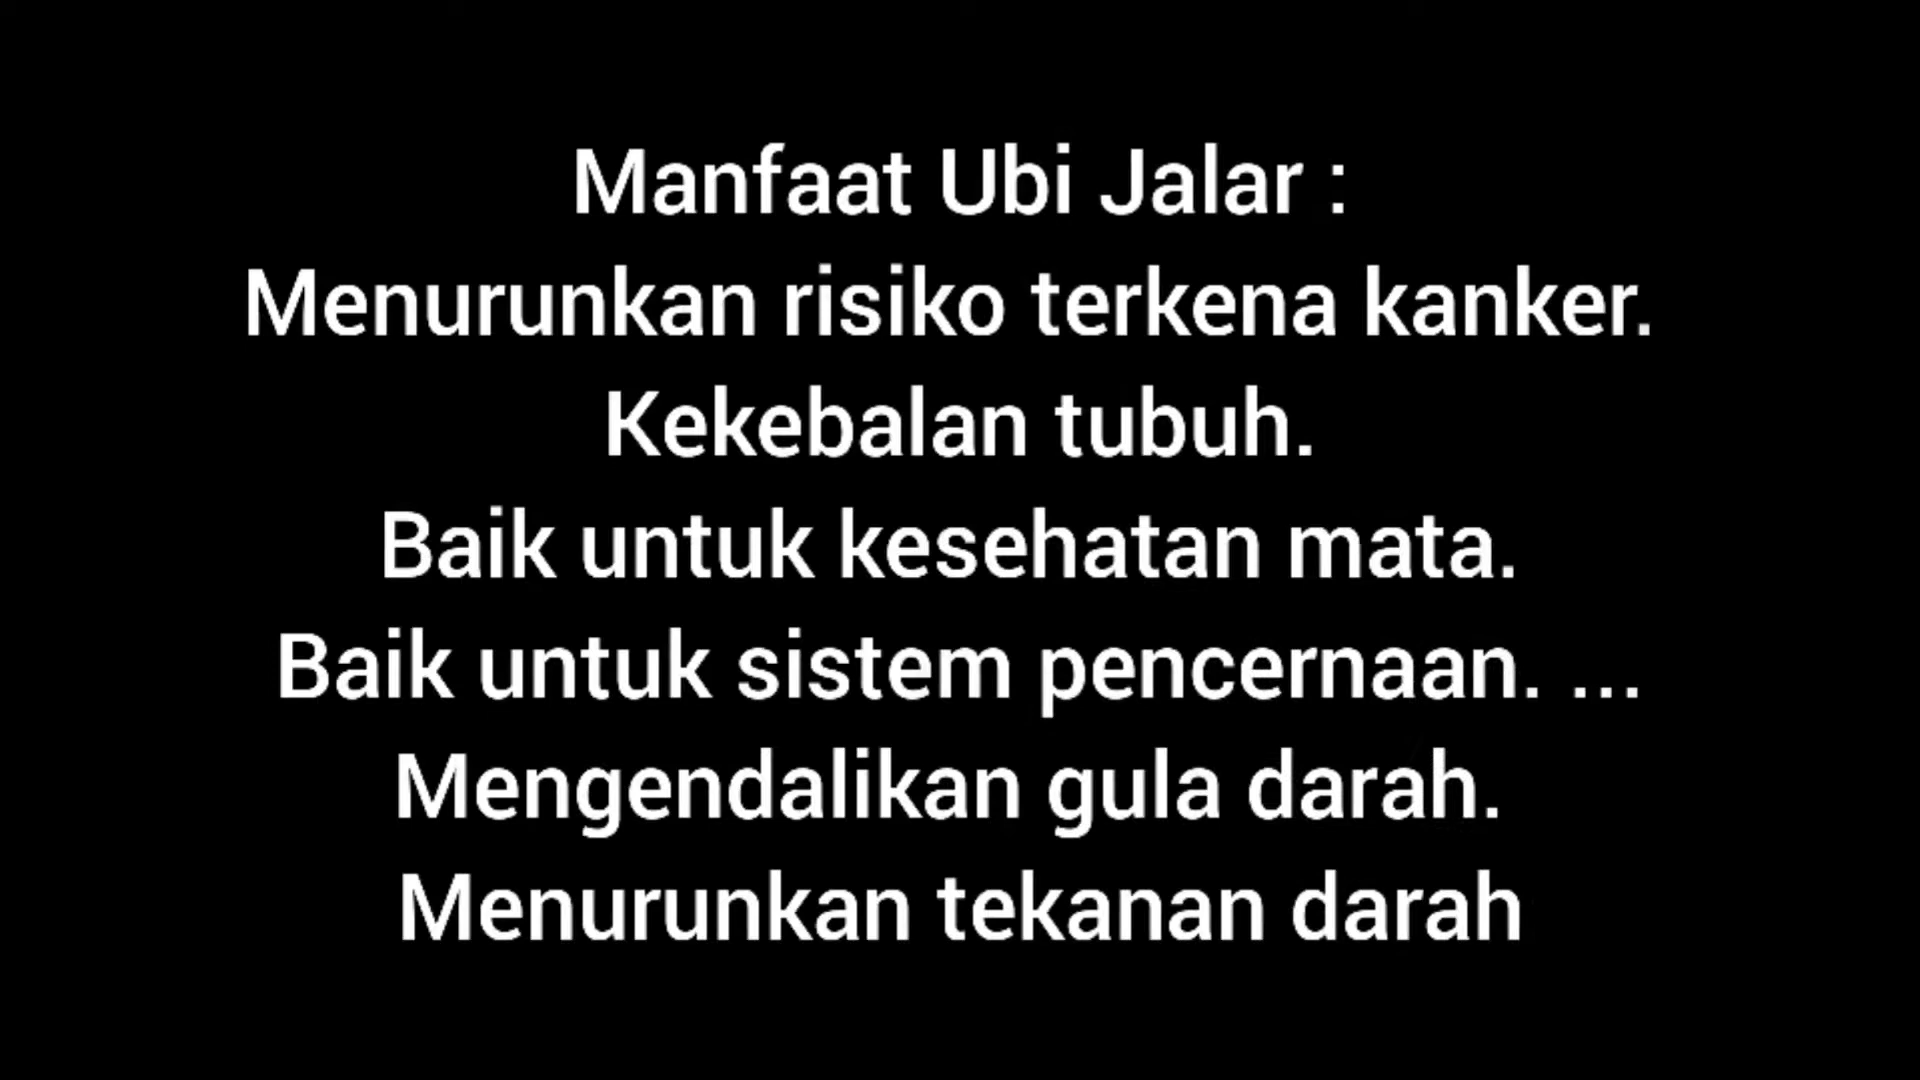 Manfaat Ubi Jalar :
Menurunkan risiko terkena kanker.
Kekebalan tubuh.
Baik untuk kesehatan mata.
Baik untuk sistem pencernaan. ...
Mengendalikan gula darah.
Menurunkan tekanan darah